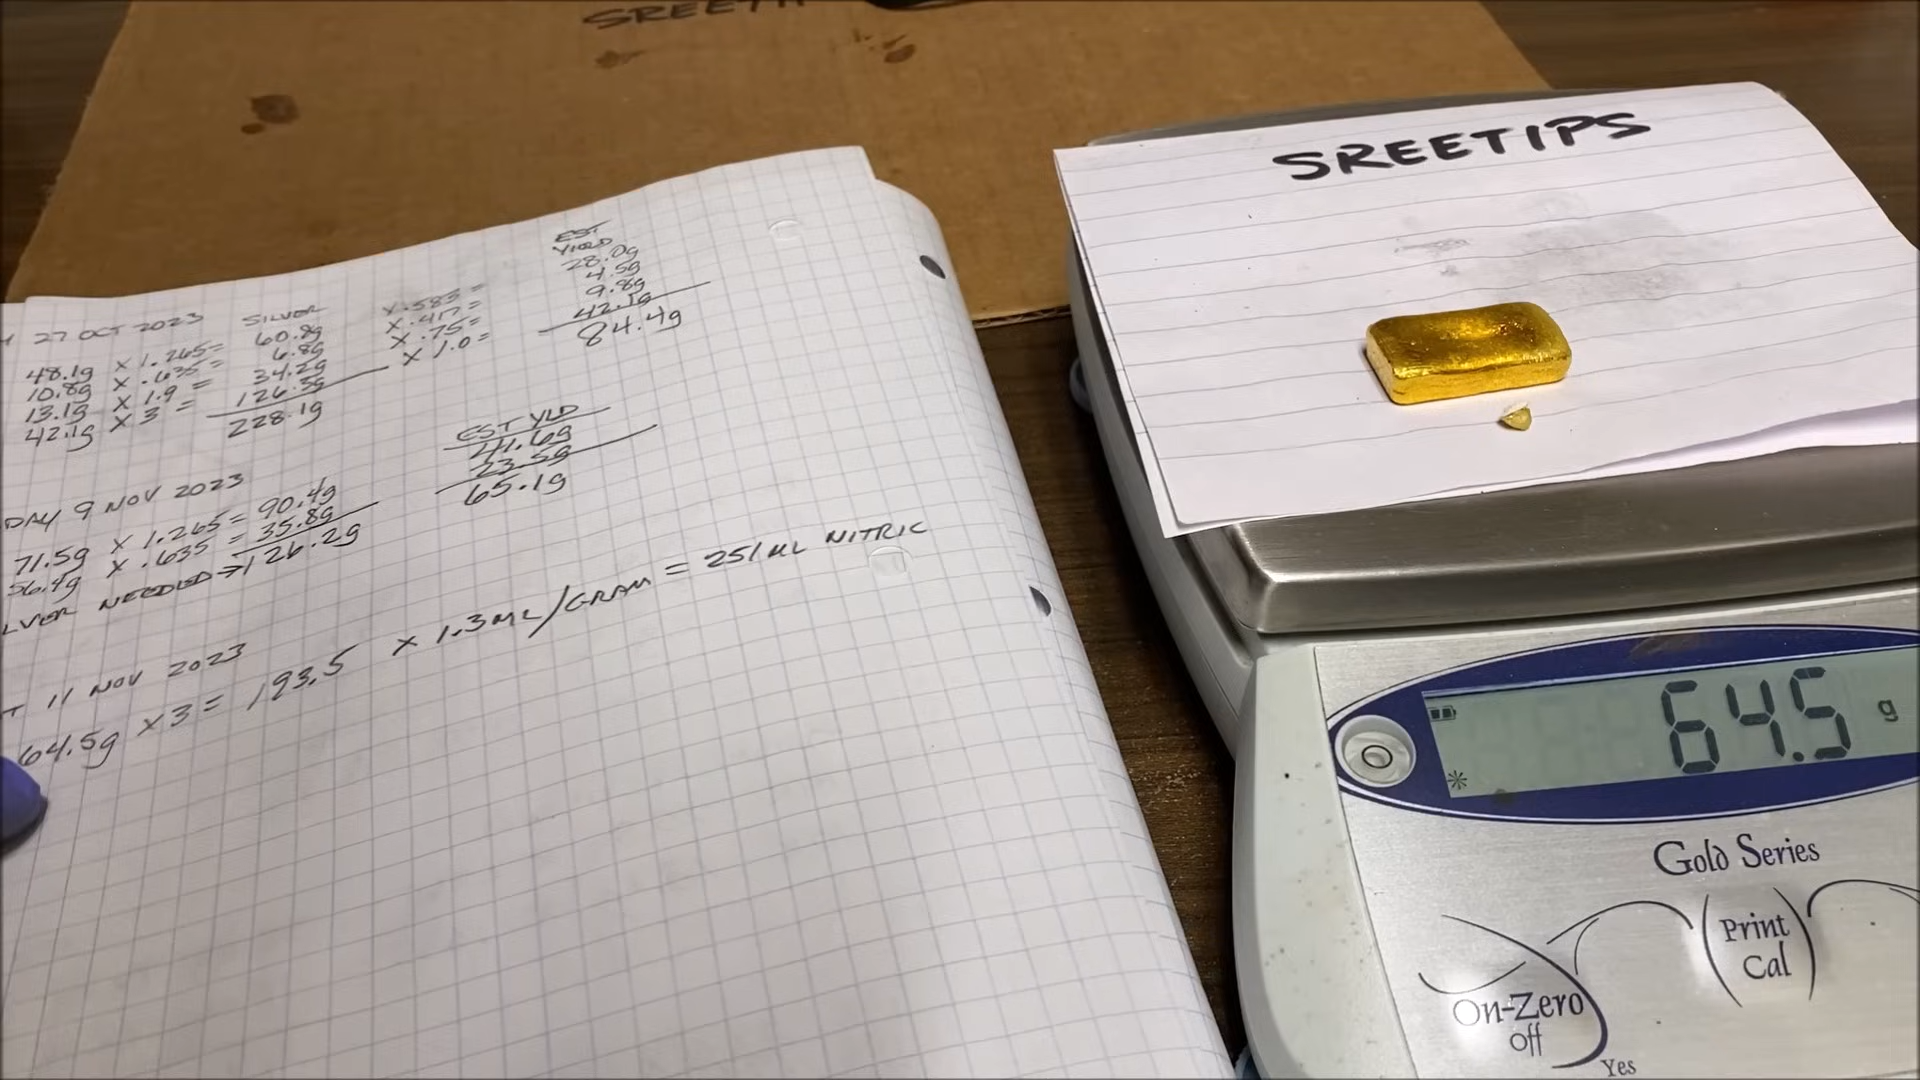 SREETIPS
27 OCT 2023
SILVER
EST
YIELD
48.1g X 1.265= 60.8g X .583= 28.0g
10.8g X .635= 6.8g X .417= 4.5g
13.1g X 1.9 = 34.2g X .75= 9.8g
42.1g X 3 = 126.3g X 1.0= 42.1g
228.1g
84.4g
9 NOV 2023
EST YLD
71.5g X 1.265= 90.4g 41.6g
56.4g X .635 = 35.8g 23.5g
LVER NEEDED→ 126.2g 65.1g
T 11 NOV 2023
64.5g X3= 193.5 X 1.3ML/GRAM = 251ML NITRIC
SREETIPS
64.5 g
Gold Series
On-Zero
Off
Yes
Print
Cal